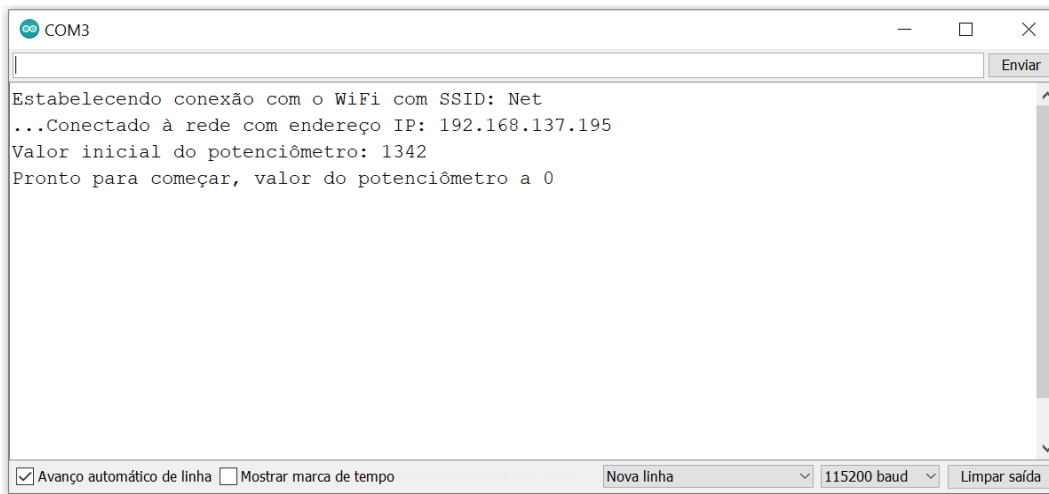 COM3
Enviar
Estabelecendo conexão com o WiFi com SSID: Net
...Conectado à rede com endereço IP: 192.168.137.195
Valor inicial do potenciômetro: 1342
Pronto para começar, valor do potenciômetro a 0
Avanço automático de linha Mostrar marca de tempo Nova linha 115200 baud Limpar saída